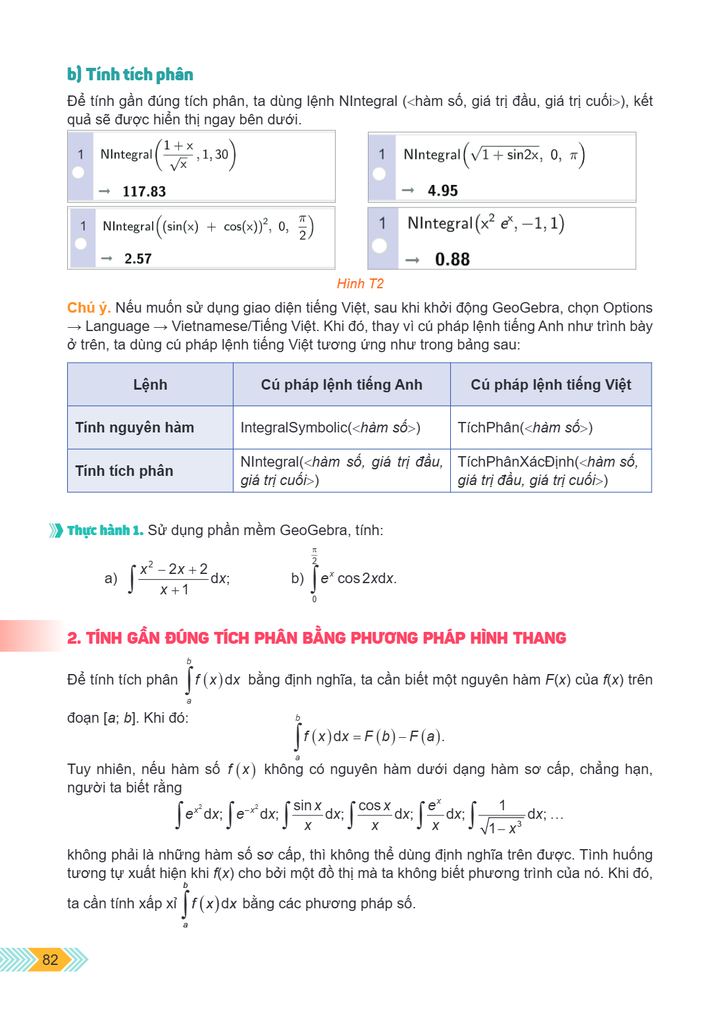 b) Tính tích phân
Để tính gần đúng tích phân, ta dùng lệnh NIntegral (<hàm số, giá trị đầu, giá trị cuối>), kết
quả sẽ được hiển thị ngay bên dưới.
1 NIntegral((1 + x)/√x , 1, 30)
→ 117.83
1 NIntegral(√(1 + sin2x), 0, π)
→ 4.95
1 NIntegral((sin(x) + cos(x))², 0, π/2)
→ 2.57
1 NIntegral(x² eˣ, −1, 1)
→ 0.88
Hình T2
Chú ý. Nếu muốn sử dụng giao diện tiếng Việt, sau khi khởi động GeoGebra, chọn Options
→ Language → Vietnamese/Tiếng Việt. Khi đó, thay vì cú pháp lệnh tiếng Anh như trình bày
ở trên, ta dùng cú pháp lệnh tiếng Việt tương ứng như trong bảng sau:
Lệnh Cú pháp lệnh tiếng Anh Cú pháp lệnh tiếng Việt
Tính nguyên hàm IntegralSymbolic(<hàm số>) TíchPhân(<hàm số>)
Tính tích phân NIntegral(<hàm số, giá trị đầu, giá trị cuối>) TíchPhânXácĐịnh(<hàm số, giá trị đầu, giá trị cuối>)
Thực hành 1. Sử dụng phần mềm GeoGebra, tính:
a) ∫ (x² − 2x + 2)/(x + 1) dx; b) ∫₀^(π/2) eˣ cos 2xdx.
2. TÍNH GẦN ĐÚNG TÍCH PHÂN BẰNG PHƯƠNG PHÁP HÌNH THANG
Để tính tích phân ∫ₐᵇ f(x)dx bằng định nghĩa, ta cần biết một nguyên hàm F(x) của f(x) trên
đoạn [a; b]. Khi đó:
∫ₐᵇ f(x)dx = F(b) − F(a).
Tuy nhiên, nếu hàm số f(x) không có nguyên hàm dưới dạng hàm sơ cấp, chẳng hạn,
người ta biết rằng
∫ e^(x²) dx; ∫ e^(−x²) dx; ∫ (sin x)/x dx; ∫ (cos x)/x dx; ∫ eˣ/x dx; ∫ 1/√(1 − x³) dx; …
không phải là những hàm số sơ cấp, thì không thể dùng định nghĩa trên được. Tình huống
tương tự xuất hiện khi f(x) cho bởi một đồ thị mà ta không biết phương trình của nó. Khi đó,
ta cần tính xấp xỉ ∫ₐᵇ f(x)dx bằng các phương pháp số.
82